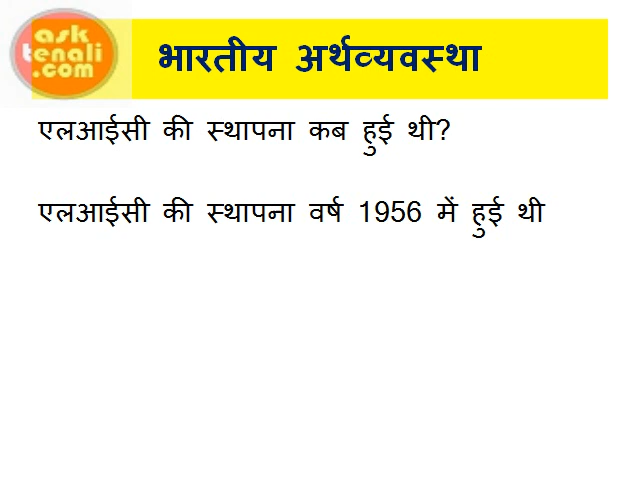 ask
tenali
.com
भारतीय अर्थव्यवस्था
एलआईसी की स्थापना कब हुई थी?
एलआईसी की स्थापना वर्ष 1956 में हुई थी